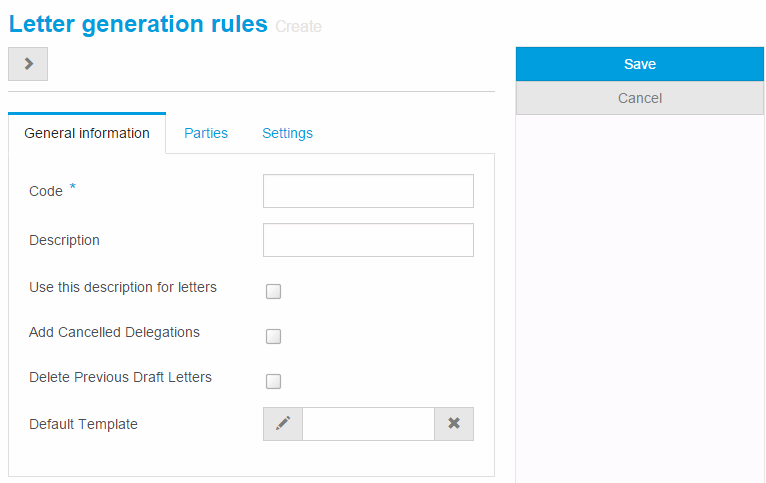 Letter generation rules Create
Save
Cancel
General information Parties Settings
Code *
Description
Use this description for letters
Add Cancelled Delegations
Delete Previous Draft Letters
Default Template